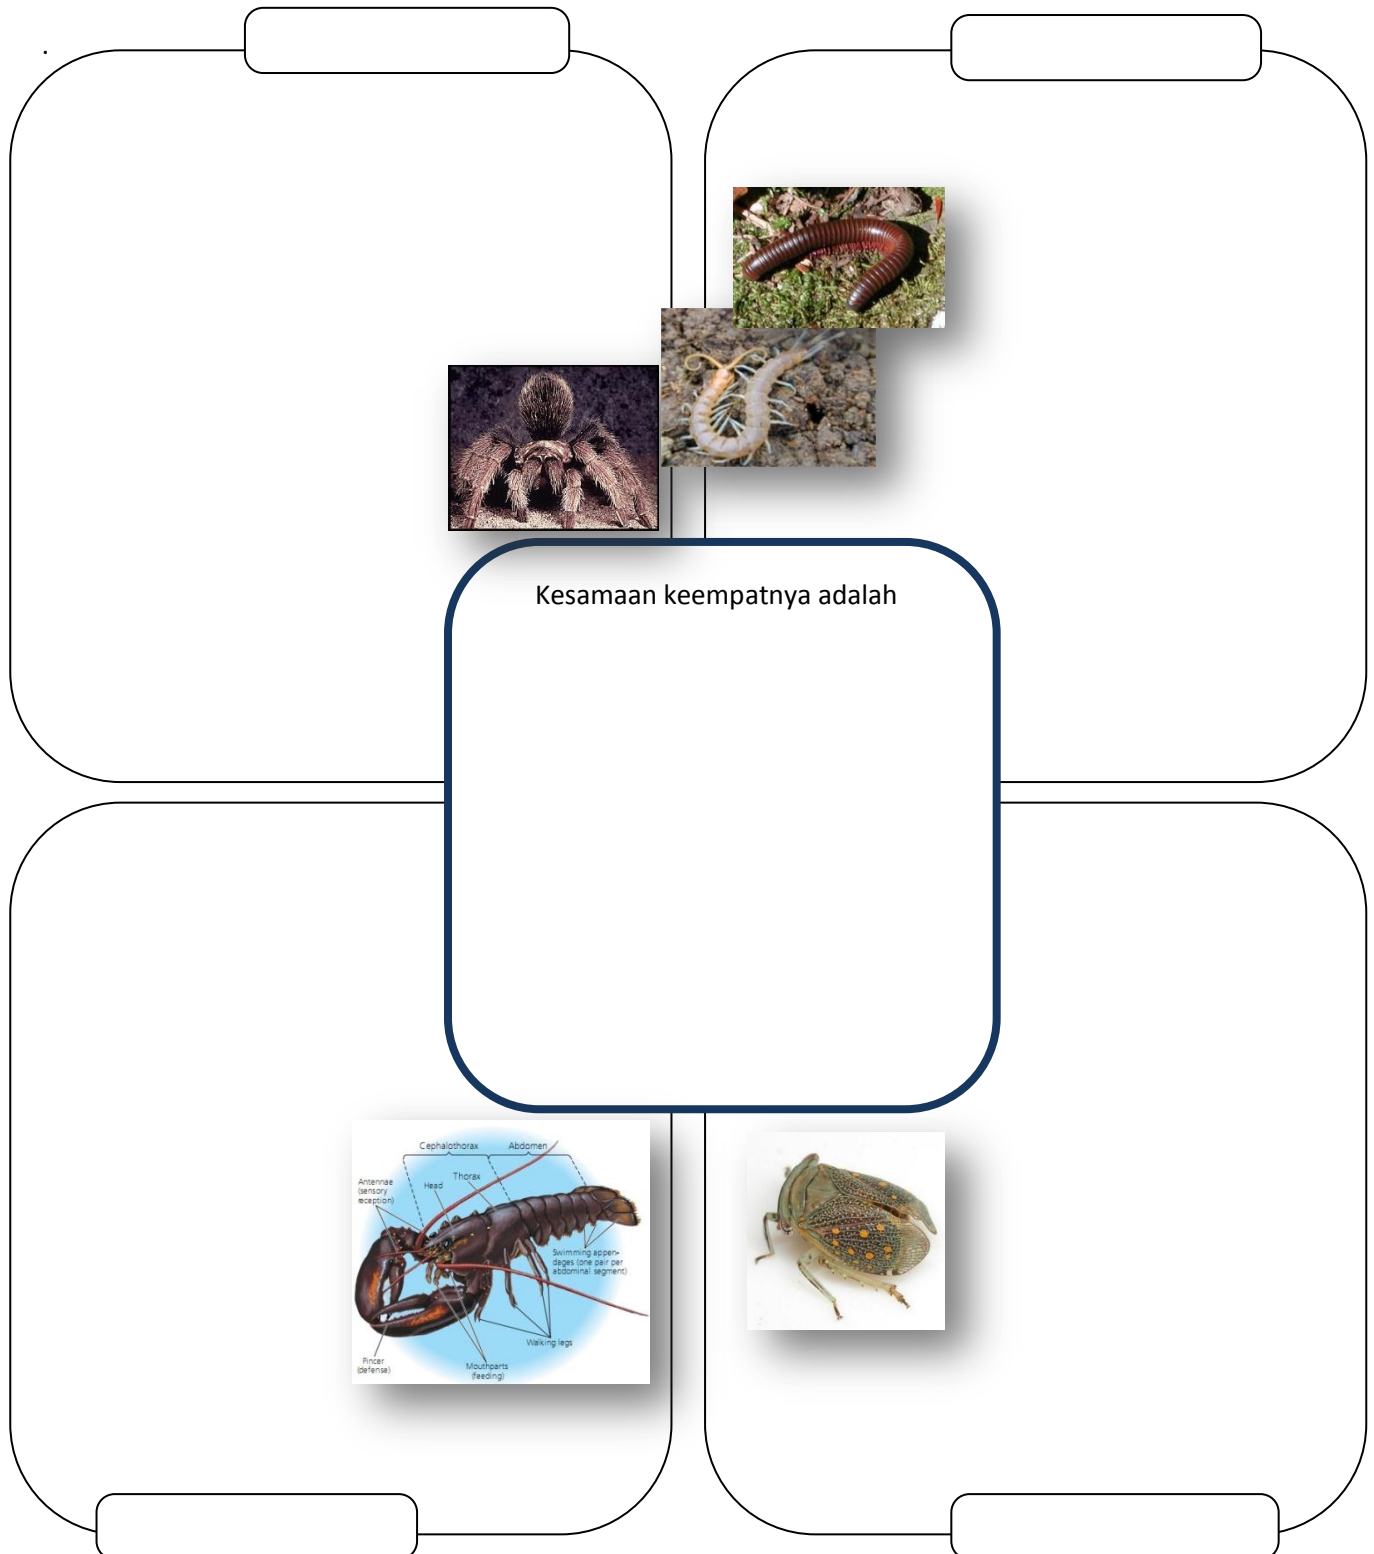 .
Kesamaan keempatnya adalah
Cephalothorax
Abdomen
Antennae
(sensory
reception)
Head
Thorax
Swimming appen-
dages (one pair per
abdominal segment)
Walking legs
Pincer
(defense)
Mouthparts
(feeding)